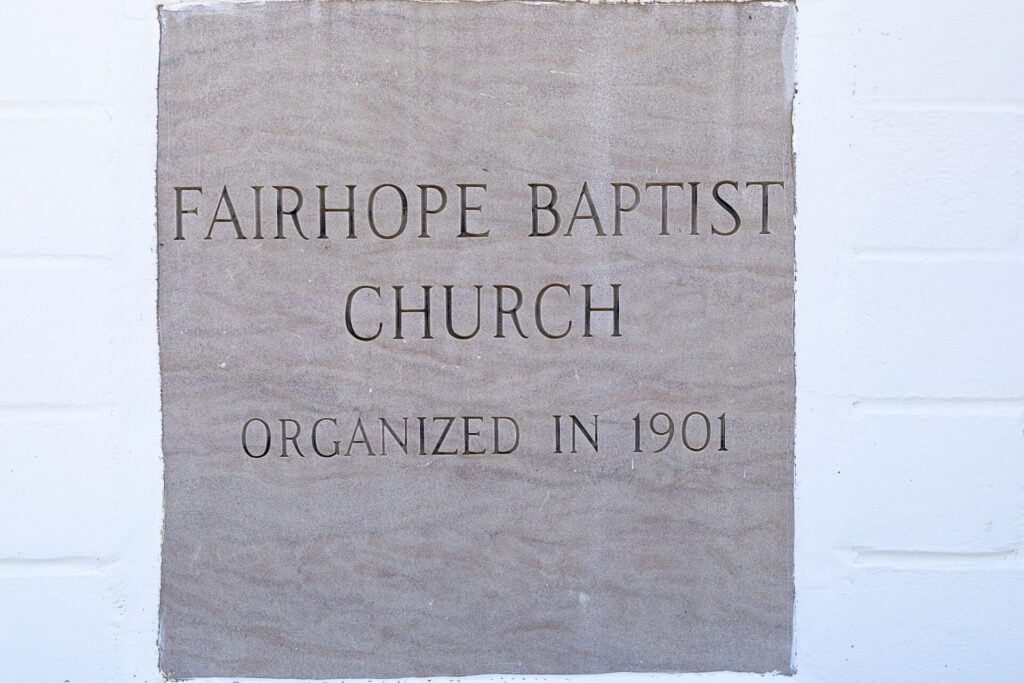 FAIRHOPE BAPTIST
CHURCH
ORGANIZED IN 1901